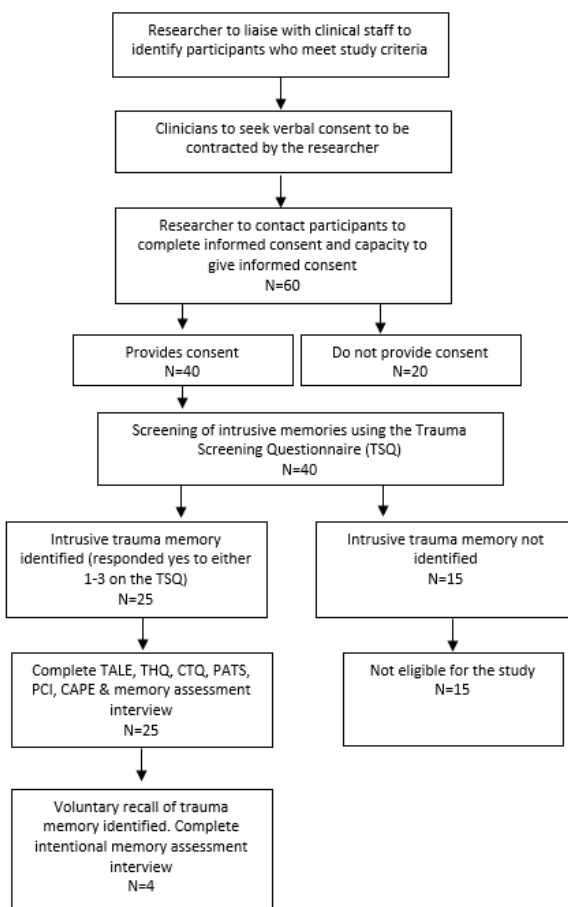 Researcher to liaise with clinical staff to
identify participants who meet study criteria
Clinicians to seek verbal consent to be
contracted by the researcher
Researcher to contact participants to
complete informed consent and capacity to
give informed consent
N=60
Provides consent
N=40
Do not provide consent
N=20
Screening of intrusive memories using the Trauma
Screening Questionnaire (TSQ)
N=40
Intrusive trauma memory
identified (responded yes to either
1-3 on the TSQ)
N=25
Intrusive trauma memory not
identified
N=15
Complete TALE, THQ, CTQ, PATS,
PCI, CAPE & memory assessment
interview
N=25
Not eligible for the study
N=15
Voluntary recall of trauma
memory identified. Complete
intentional memory assessment
interview
N=4